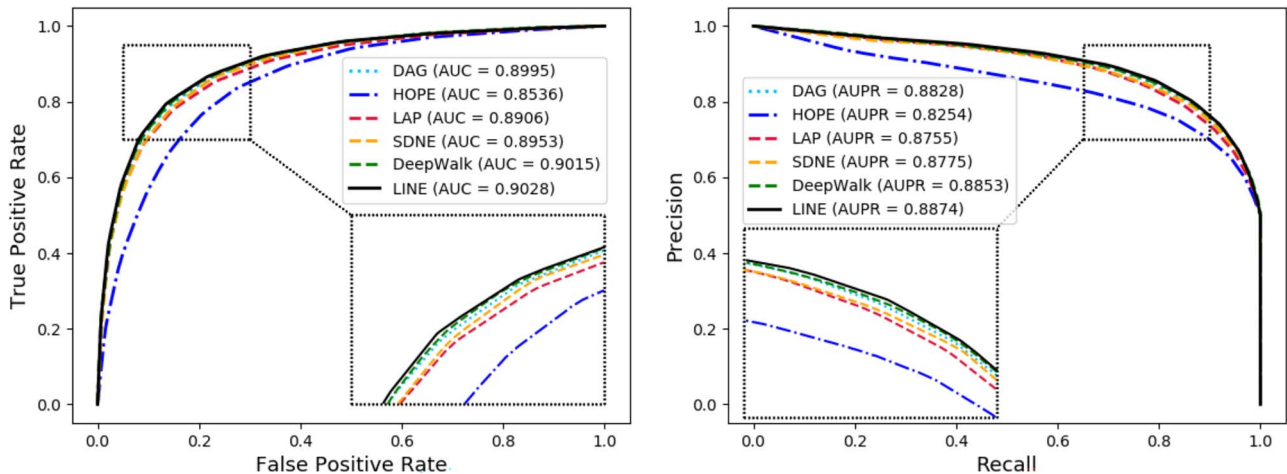 1.0
0.8
0.6
0.4
0.2
0.0
True Positive Rate
DAG (AUC = 0.8995)
HOPE (AUC = 0.8536)
LAP (AUC = 0.8906)
SDNE (AUC = 0.8953)
DeepWalk (AUC = 0.9015)
LINE (AUC = 0.9028)
0.0 0.2 0.4 0.6 0.8 1.0
False Positive Rate
1.0
0.8
0.6
0.4
0.2
0.0
Precision
DAG (AUPR = 0.8828)
HOPE (AUPR = 0.8254)
LAP (AUPR = 0.8755)
SDNE (AUPR = 0.8775)
DeepWalk (AUPR = 0.8853)
LINE (AUPR = 0.8874)
0.0 0.2 0.4 0.6 0.8 1.0
Recall